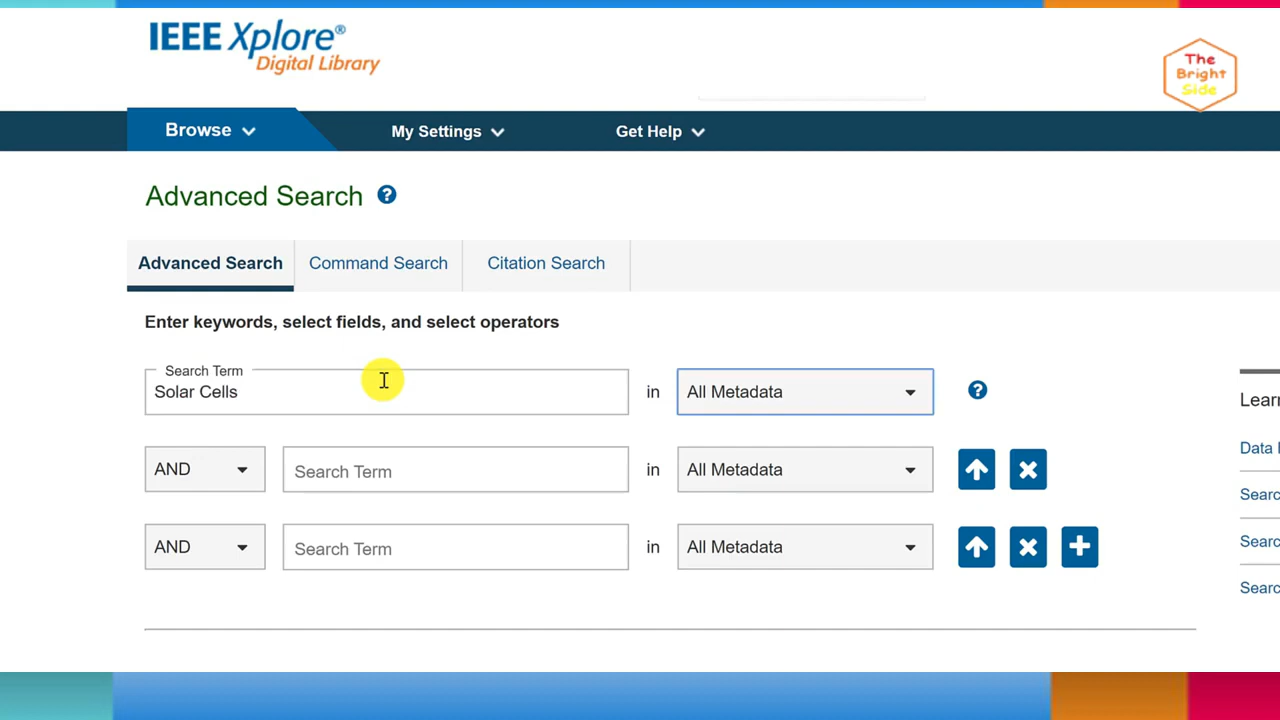 IEEE Xplore®
Digital Library
The
Bright
Side
Browse
My Settings
Get Help
Advanced Search ?
Advanced Search
Command Search
Citation Search
Enter keywords, select fields, and select operators
Search Term
Solar Cells
in
All Metadata
?
AND
Search Term
in
All Metadata
AND
Search Term
in
All Metadata
Data